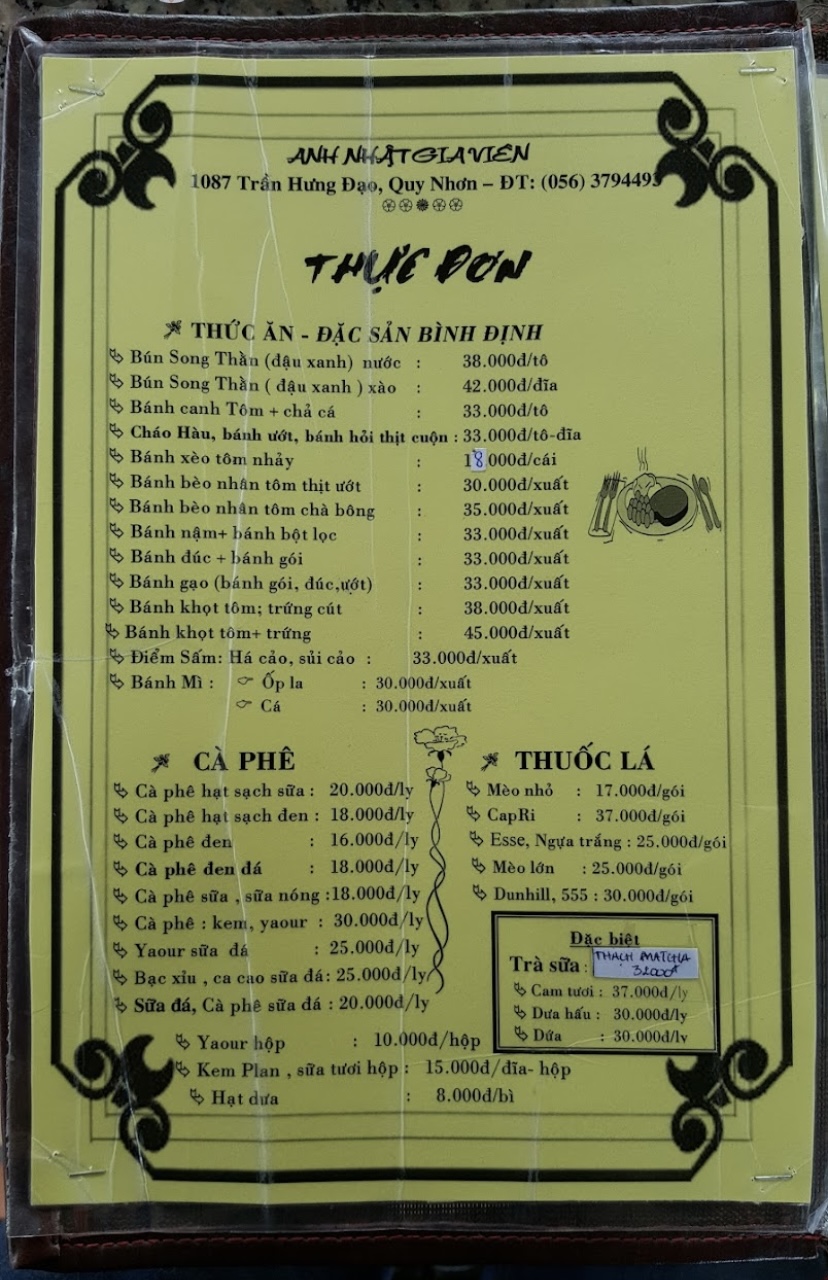 ANH NHẬT GIA VIÊN
1087 Trần Hưng Đạo, Quy Nhơn – ĐT: (056) 3794493
THỰC ĐƠN
THỨC ĂN - ĐẶC SẢN BÌNH ĐỊNH
Bún Song Thần (đậu xanh) nước : 38.000đ/tô
Bún Song Thần ( đậu xanh ) xào : 42.000đ/đĩa
Bánh canh Tôm + chả cá : 33.000đ/tô
Cháo Hàu, bánh ướt, bánh hỏi thịt cuộn : 33.000đ/tô-đĩa
Bánh xèo tôm nhảy : 18.000đ/cái
Bánh bèo nhân tôm thịt ướt : 30.000đ/xuất
Bánh bèo nhân tôm chà bông : 35.000đ/xuất
Bánh nậm+ bánh bột lọc : 33.000đ/xuất
Bánh đúc + bánh gói : 33.000đ/xuất
Bánh gạo (bánh gói, đúc,ướt) : 33.000đ/xuất
Bánh khọt tôm; trứng cút : 38.000đ/xuất
Bánh khọt tôm+ trứng : 45.000đ/xuất
Điểm Sấm: Há cảo, sủi cảo : 33.000đ/xuất
Bánh Mì : Ốp la : 30.000đ/xuất
Cá : 30.000đ/xuất
CÀ PHÊ
Cà phê hạt sạch sữa : 20.000đ/ly
Cà phê hạt sạch đen : 18.000đ/ly
Cà phê đen : 16.000đ/ly
Cà phê đen đá : 18.000đ/ly
Cà phê sữa , sữa nóng :18.000đ/ly
Cà phê : kem, yaour : 30.000đ/ly
Yaour sữa đá : 25.000đ/ly
Bạc xỉu , ca cao sữa đá: 25.000đ/ly
Sữa đá, Cà phê sữa đá : 20.000đ/ly
Yaour hộp : 10.000đ/hộp
Kem Plan , sữa tươi hộp : 15.000đ/đĩa- hộp
Hạt dưa : 8.000đ/bì
THUỐC LÁ
Mèo nhỏ : 17.000đ/gói
CapRi : 37.000đ/gói
Esse, Ngựa trắng : 25.000đ/gói
Mèo lớn : 25.000đ/gói
Dunhill, 555 : 30.000đ/gói
Đặc biệt
Trà sữa : THẠCH MATCHA
32000đ
Cam tươi : 37.000đ/ly
Dưa hấu : 30.000đ/ly
Dứa : 30.000đ/ly